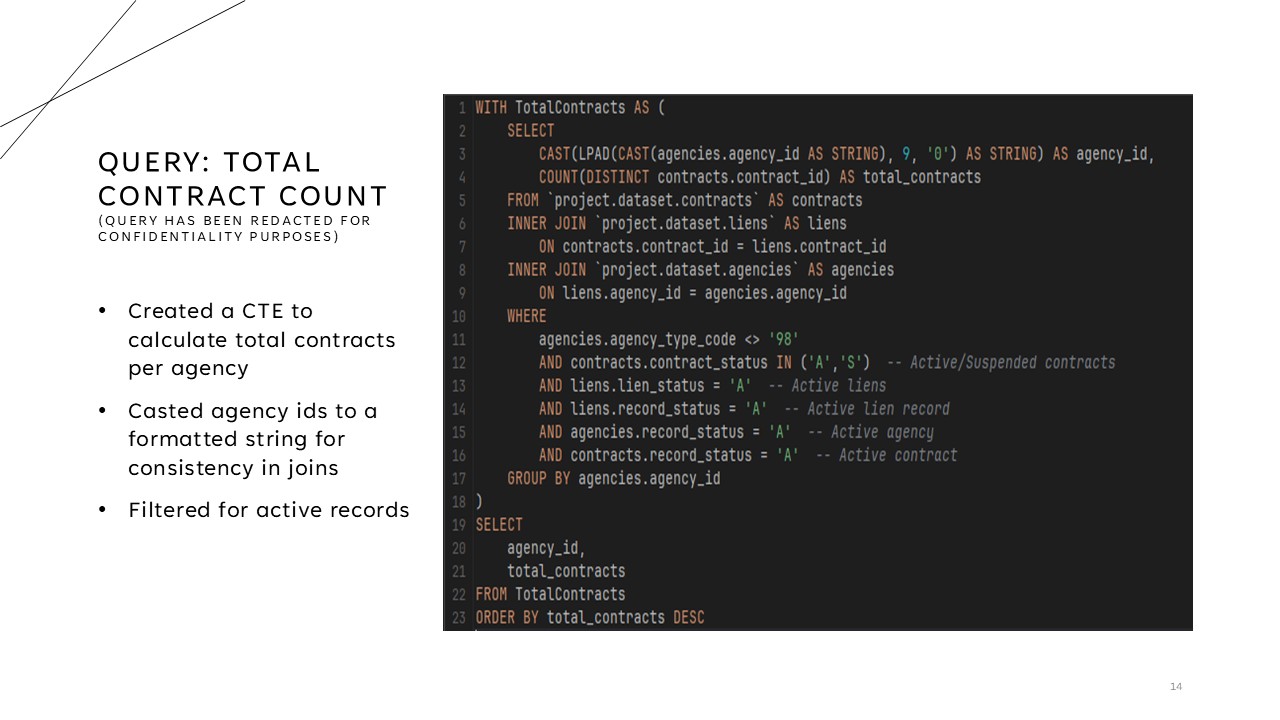 QUERY: TOTAL
CONTRACT COUNT
(QUERY HAS BEEN REDACTED FOR
CONFIDENTIALITY PURPOSES)
• Created a CTE to
calculate total contracts
per agency
• Casted agency ids to a
formatted string for
consistency in joins
• Filtered for active records
1 WITH TotalContracts AS (
2 SELECT
3 CAST(LPAD(CAST(agencies.agency_id AS STRING), 9, '0') AS STRING) AS agency_id,
4 COUNT(DISTINCT contracts.contract_id) AS total_contracts
5 FROM `project.dataset.contracts` AS contracts
6 INNER JOIN `project.dataset.liens` AS liens
7 ON contracts.contract_id = liens.contract_id
8 INNER JOIN `project.dataset.agencies` AS agencies
9 ON liens.agency_id = agencies.agency_id
10 WHERE
11 agencies.agency_type_code <> '98'
12 AND contracts.contract_status IN ('A','S') -- Active/Suspended contracts
13 AND liens.lien_status = 'A' -- Active liens
14 AND liens.record_status = 'A' -- Active lien record
15 AND agencies.record_status = 'A' -- Active agency
16 AND contracts.record_status = 'A' -- Active contract
17 GROUP BY agencies.agency_id
18 )
19 SELECT
20 agency_id,
21 total_contracts
22 FROM TotalContracts
23 ORDER BY total_contracts DESC
14